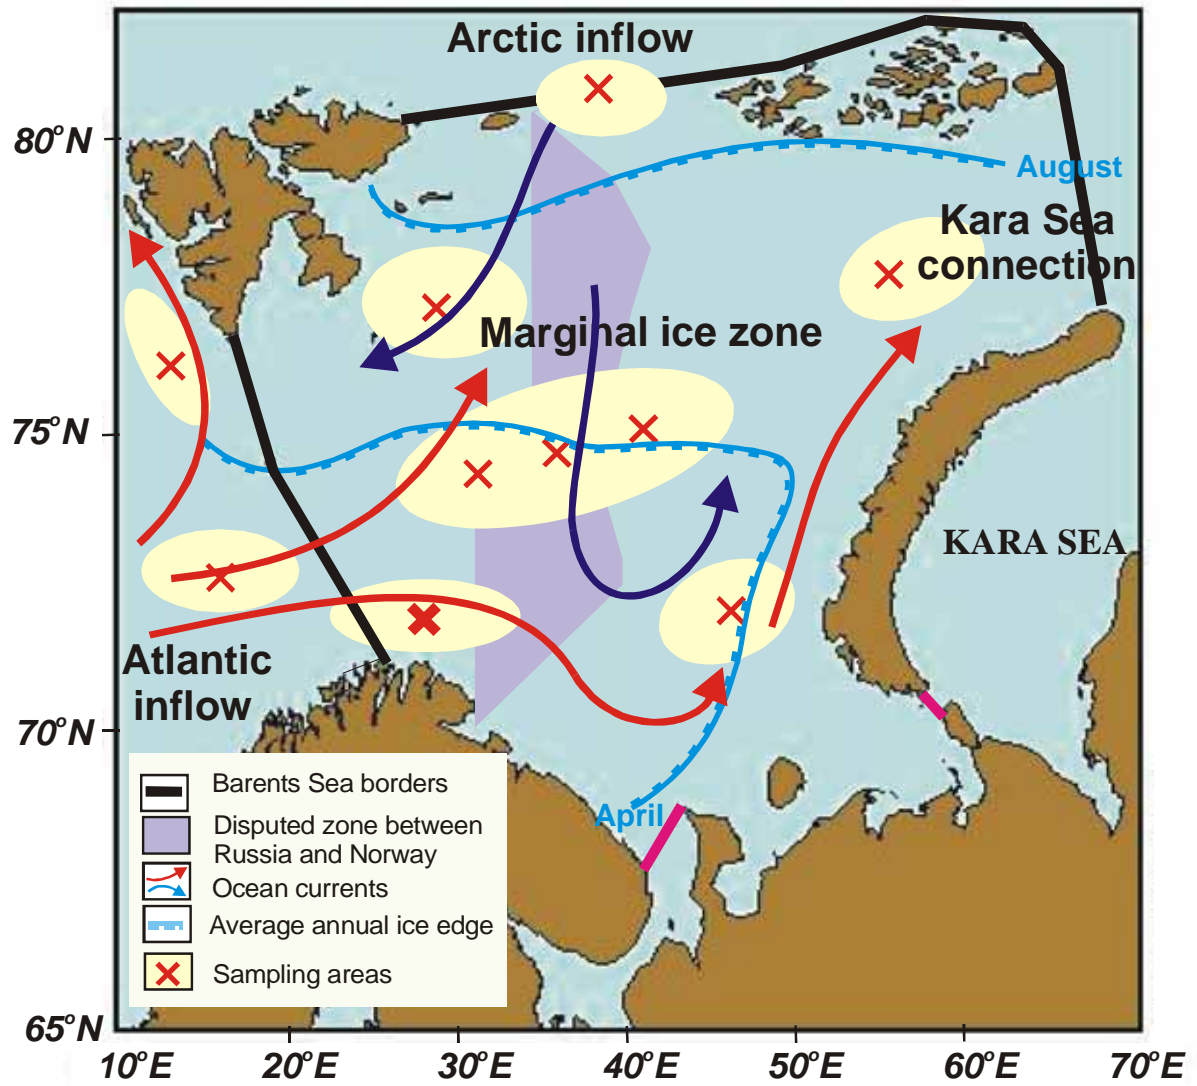 Arctic inflow
80°N
August
Kara Sea
connection
Marginal ice zone
75°N
KARA SEA
Atlantic
inflow
70°N
Barents Sea borders
Disputed zone between
Russia and Norway
Ocean currents
Average annual ice edge
Sampling areas
April
65°N
10°E 20°E 30°E 40°E 50°E 60°E 70°E